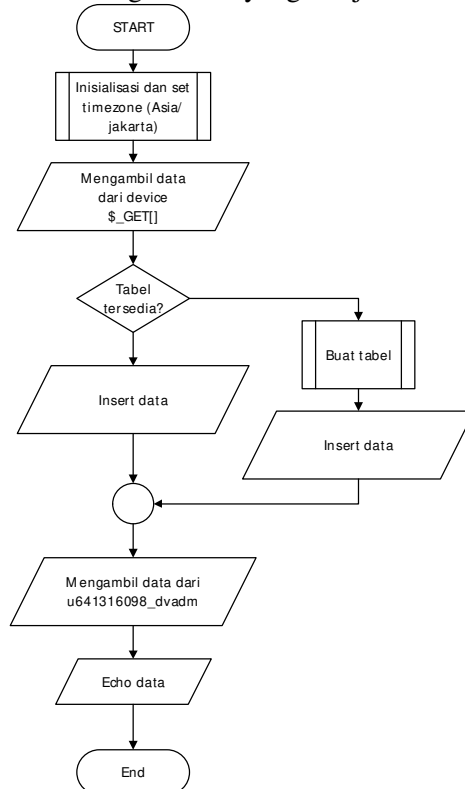 START
Inisialisasi dan set
timezone (Asia/
jakarta)
Mengambil data
dari device
$_GET[]
Tabel
tersedia?
Buat tabel
Insert data
Insert data
Mengambil data dari
u641316098_dvadm
Echo data
End